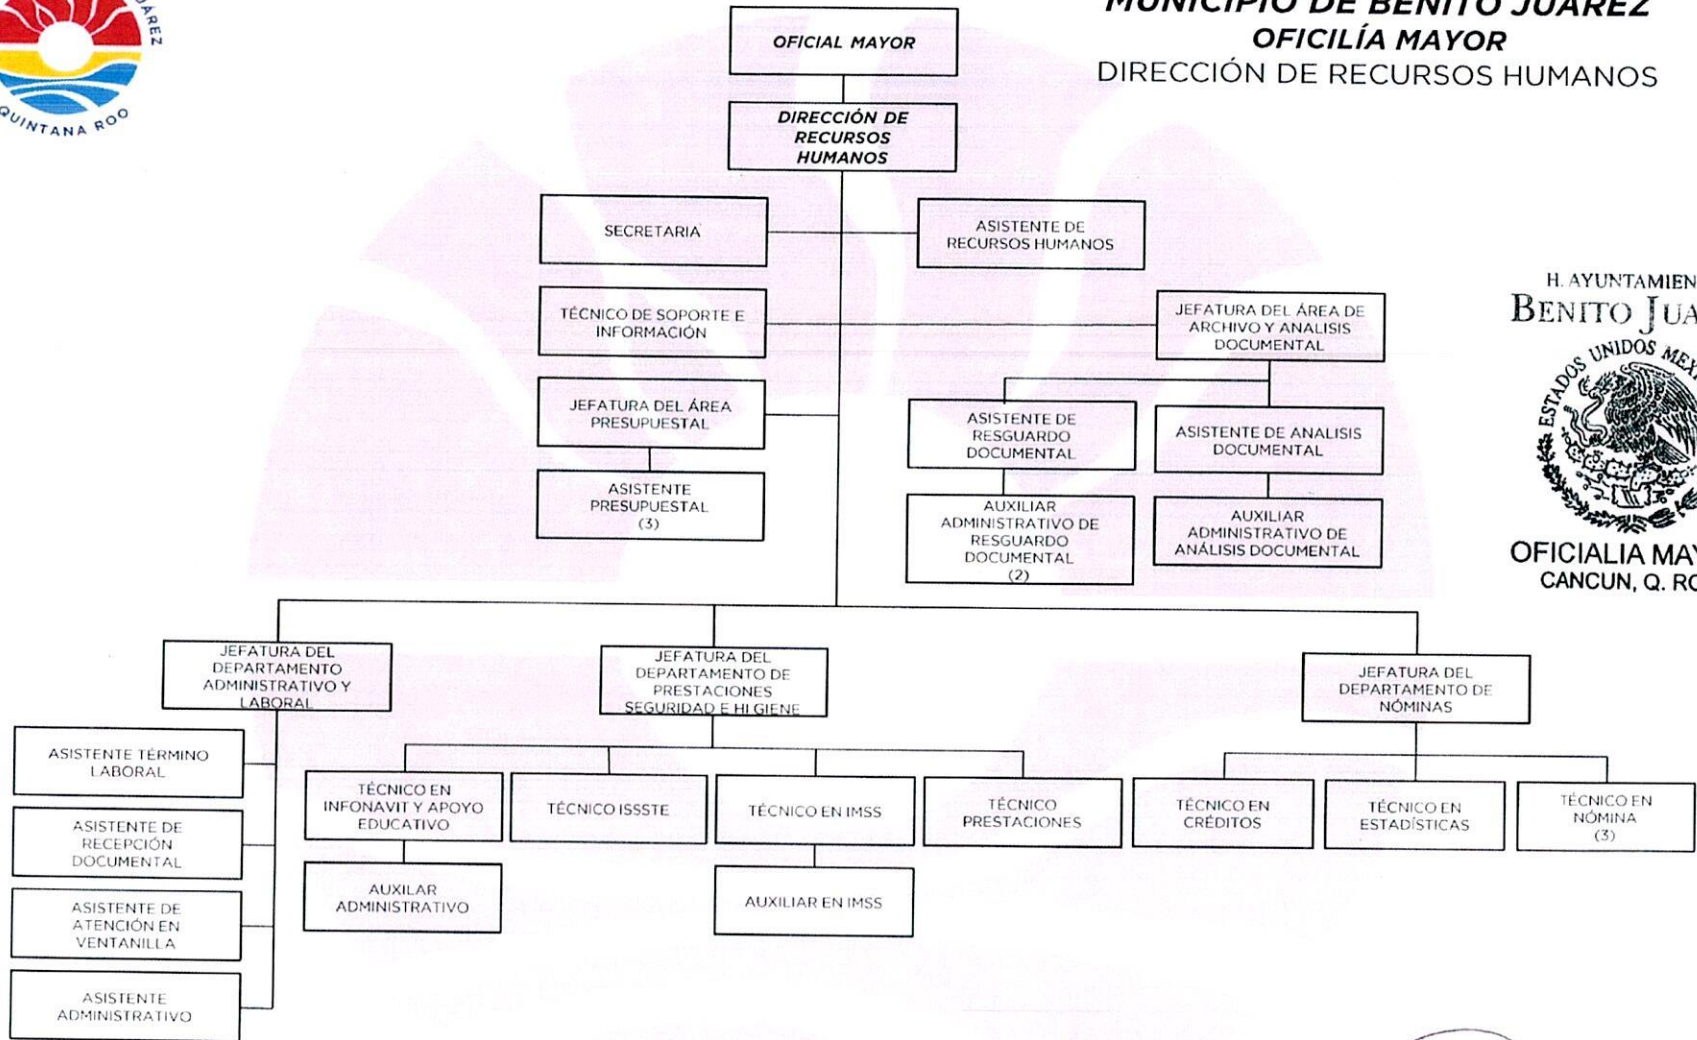 JUÁREZ
QUINTANA ROO
MUNICIPIO DE BENITO JUÁREZ
OFICILÍA MAYOR
DIRECCIÓN DE RECURSOS HUMANOS
OFICIAL MAYOR
DIRECCIÓN DE
RECURSOS
HUMANOS
SECRETARIA
ASISTENTE DE
RECURSOS HUMANOS
TÉCNICO DE SOPORTE E
INFORMACIÓN
JEFATURA DEL ÁREA DE
ARCHIVO Y ANALISIS
DOCUMENTAL
JEFATURA DEL ÁREA
PRESUPUESTAL
ASISTENTE DE
RESGUARDO
DOCUMENTAL
ASISTENTE DE ANALISIS
DOCUMENTAL
ASISTENTE
PRESUPUESTAL
(3)
AUXILIAR
ADMINISTRATIVO DE
RESGUARDO
DOCUMENTAL
(2)
AUXILIAR
ADMINISTRATIVO DE
ANÁLISIS DOCUMENTAL
H. AYUNTAMIEN
BENITO JUA
ESTADOS UNIDOS MEX
OFICIALIA MAY
CANCUN, Q. RO
JEFATURA DEL
DEPARTAMENTO
ADMINISTRATIVO Y
LABORAL
JEFATURA DEL
DEPARTAMENTO DE
PRESTACIONES
SEGURIDAD E HI GIENE
JEFATURA DEL
DEPARTAMENTO DE
NÓMINAS
ASISTENTE TÉRMINO
LABORAL
ASISTENTE DE
RECEPCIÓN
DOCUMENTAL
ASISTENTE DE
ATENCIÓN EN
VENTANILLA
ASISTENTE
ADMINISTRATIVO
TÉCNICO EN
INFONAVIT Y APOYO
EDUCATIVO
TÉCNICO ISSSTE
TÉCNICO EN IMSS
TÉCNICO
PRESTACIONES
TÉCNICO EN
CRÉDITOS
TÉCNICO EN
ESTADÍSTICAS
TÉCNICO EN
NÓMINA
(3)
AUXILAR
ADMINISTRATIVO
AUXILIAR EN IMSS